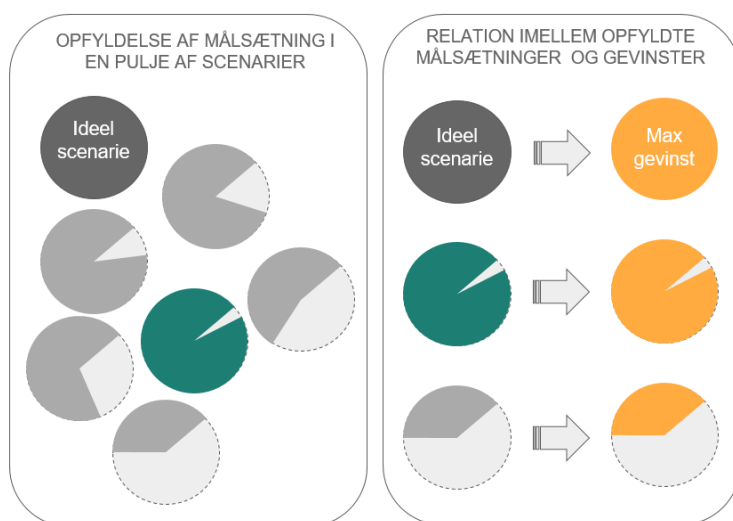 OPFYLDELSE AF MÅLSÆTNING I
EN PULJE AF SCENARIER
Ideel
scenarie
RELATION IMELLEM OPFYLDTE
MÅLSÆTNINGER OG GEVINSTER
Ideel
scenarie
Max
gevinst